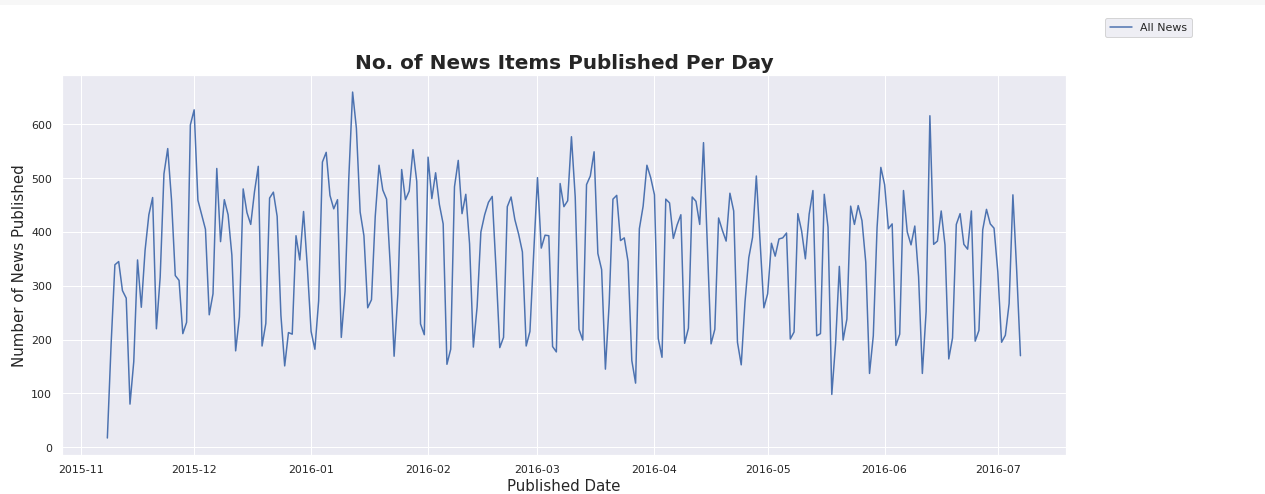 All News
No. of News Items Published Per Day
Number of News Published
600
500
400
300
200
100
0
2015-11 2015-12 2016-01 2016-02 2016-03 2016-04 2016-05 2016-06 2016-07
Published Date